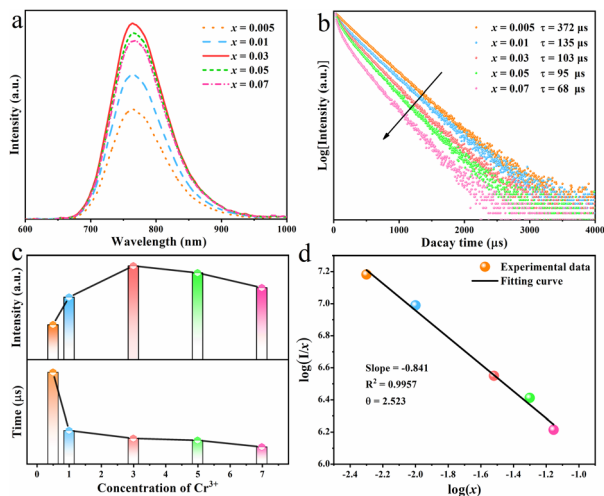 a
x = 0.005
x = 0.01
x = 0.03
x = 0.05
x = 0.07
Intensity (a.u.)
600 700 800 900 1000
Wavelength (nm)
b
x = 0.005 τ = 372 μs
x = 0.01 τ = 135 μs
x = 0.03 τ = 103 μs
x = 0.05 τ = 95 μs
x = 0.07 τ = 68 μs
Log[Intensity (a.u.)]
0 1000 2000 3000 4000
Dacay time (μs)
c
Intensity (a.u.)
Time (μs)
0 1 2 3 4 5 6 7
Concentration of Cr³⁺
d
Experimental data
Fitting curve
log(I/x)
7.2
7.0
6.8
6.6
6.4
6.2
6.0
Slope = -0.841
R² = 0.9957
θ = 2.523
-2.4 -2.2 -2.0 -1.8 -1.6 -1.4 -1.2 -1.0
log(x)